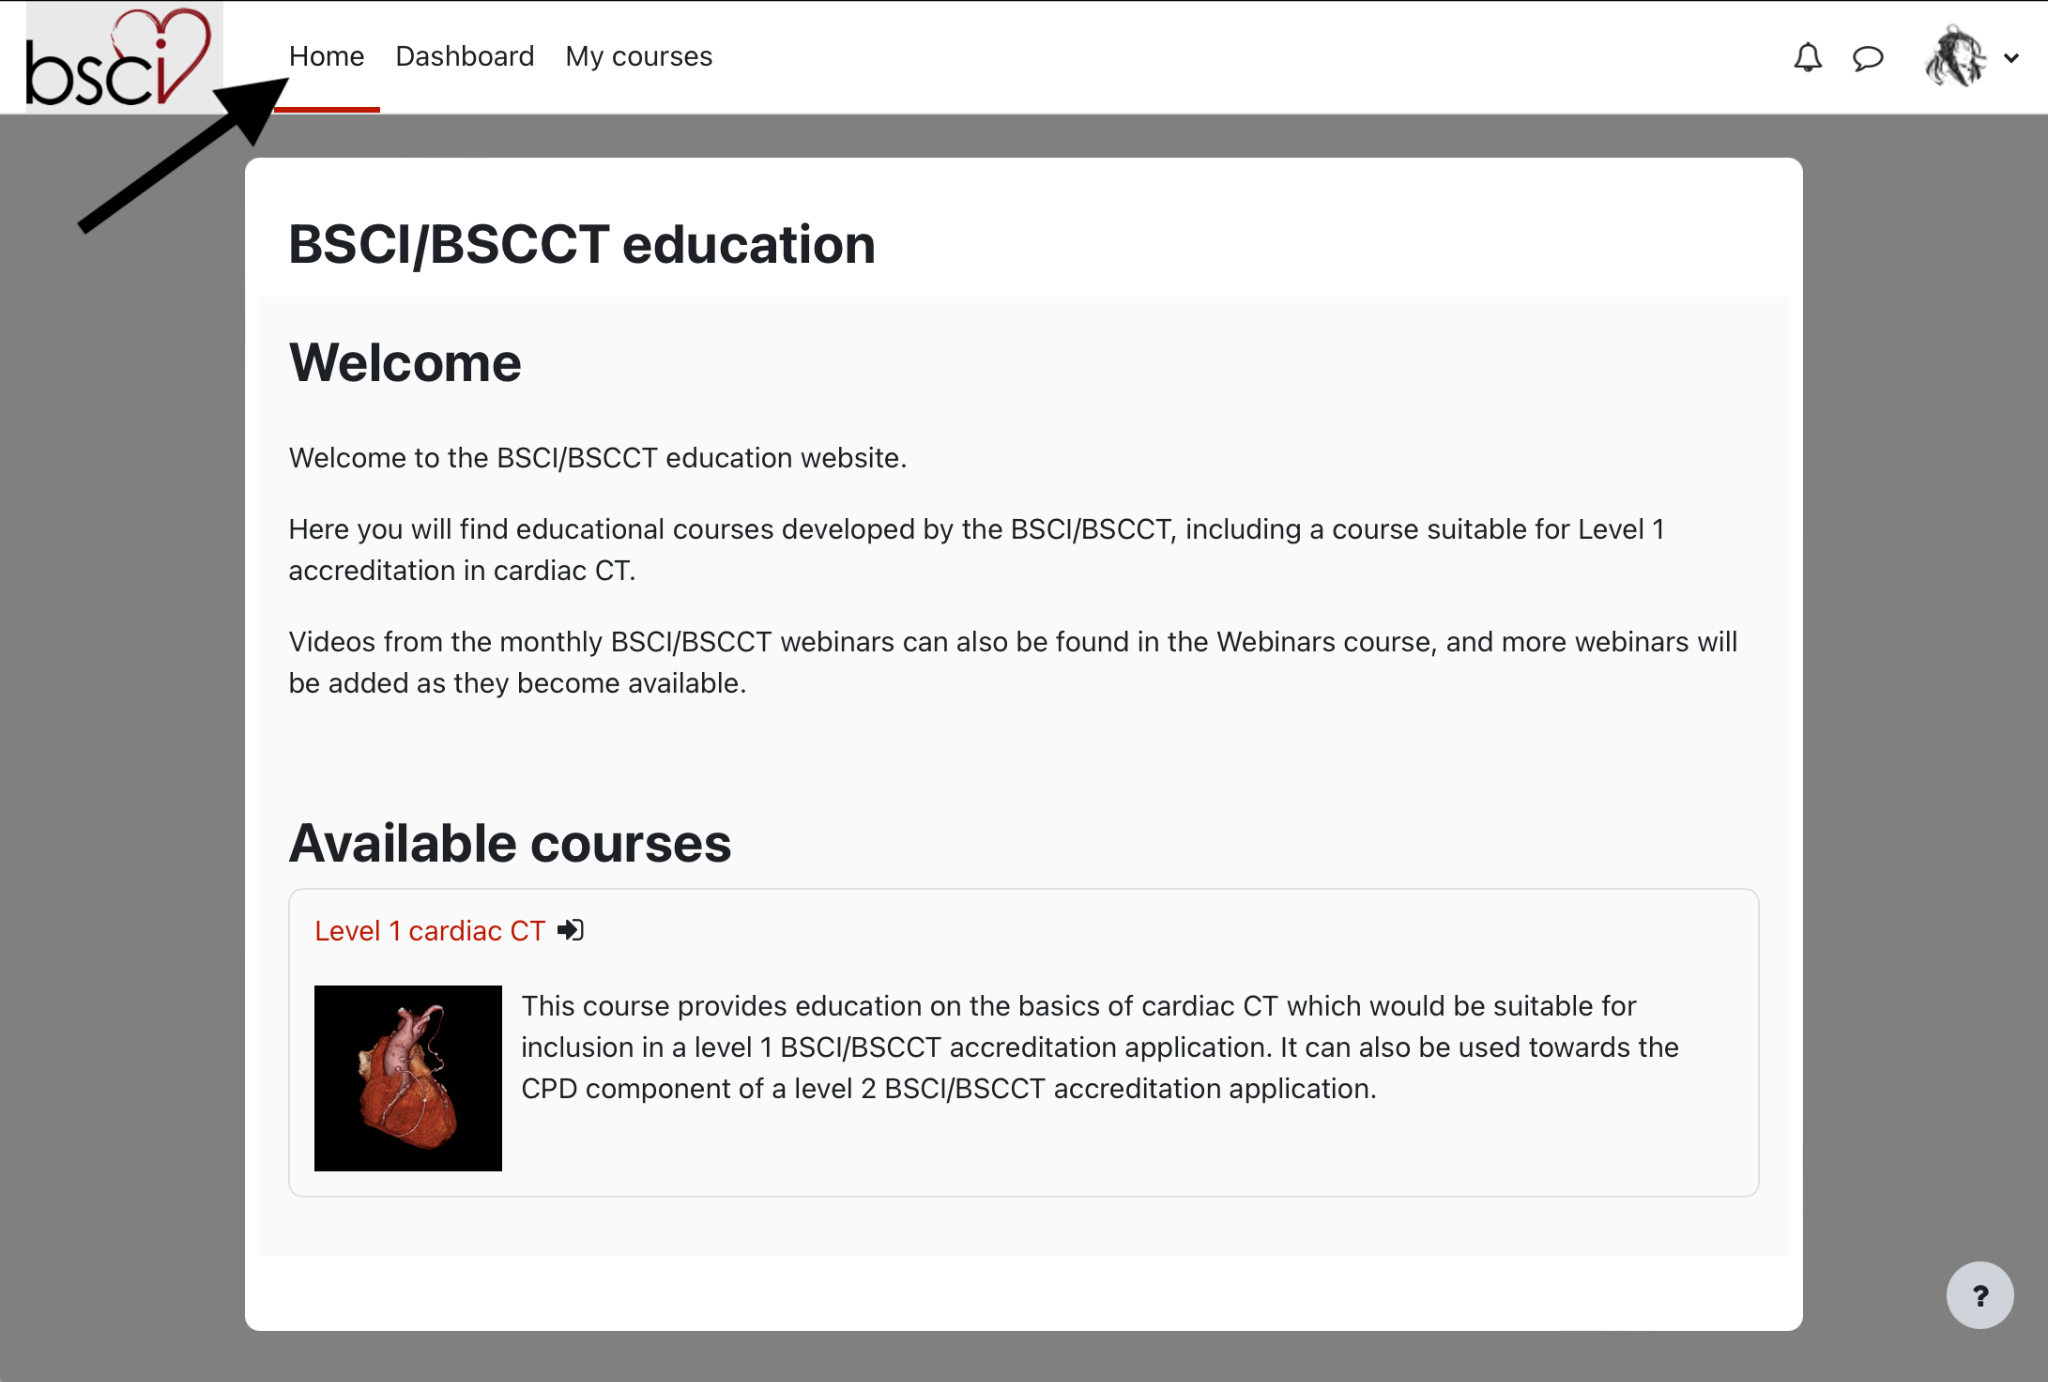 bsci
Home Dashboard My courses
BSCI/BSCCT education
Welcome
Welcome to the BSCI/BSCCT education website.
Here you will find educational courses developed by the BSCI/BSCCT, including a course suitable for Level 1
accreditation in cardiac CT.
Videos from the monthly BSCI/BSCCT webinars can also be found in the Webinars course, and more webinars will
be added as they become available.
Available courses
Level 1 cardiac CT
This course provides education on the basics of cardiac CT which would be suitable for
inclusion in a level 1 BSCI/BSCCT accreditation application. It can also be used towards the
CPD component of a level 2 BSCI/BSCCT accreditation application.
?